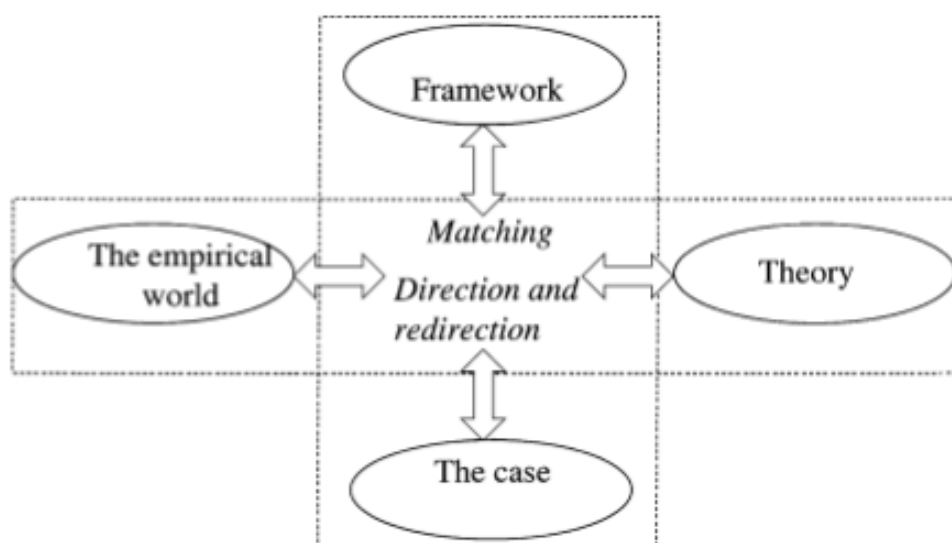 Framework
Matching
The empirical
world
Direction and
redirection
Theory
The case